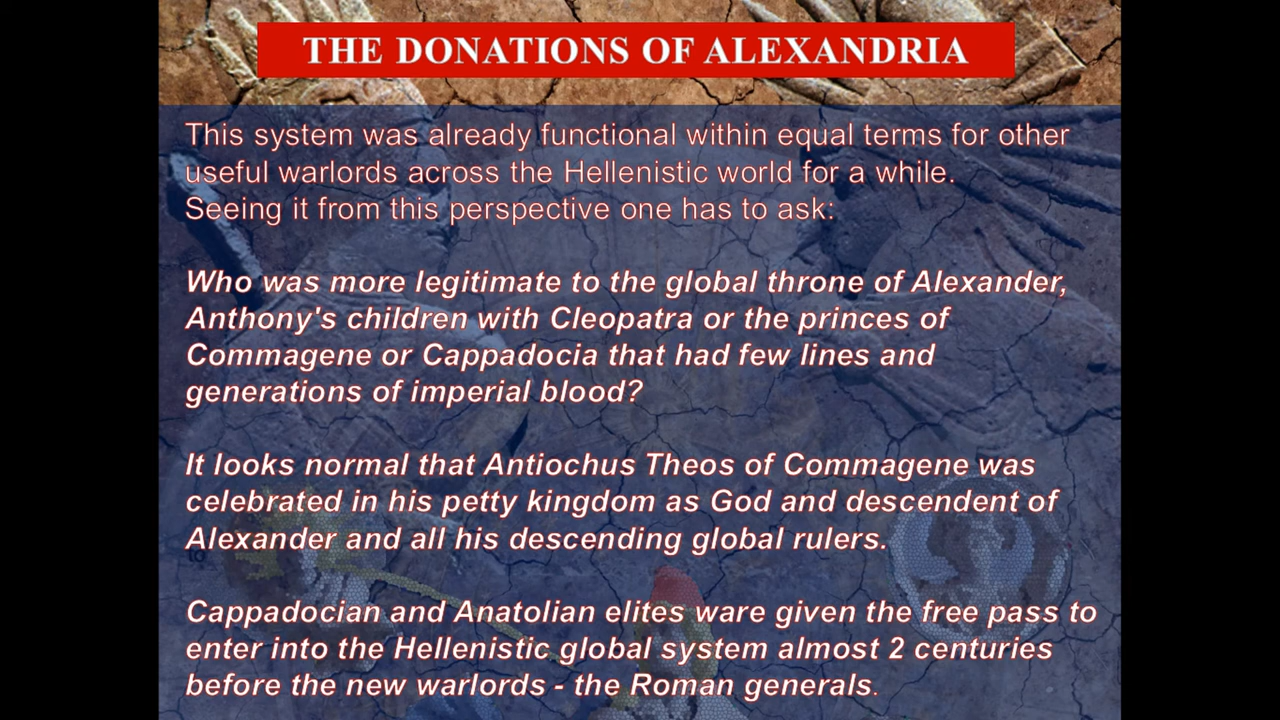 THE DONATIONS OF ALEXANDRIA
This system was already functional within equal terms for other
useful warlords across the Hellenistic world for a while.
Seeing it from this perspective one has to ask:
Who was more legitimate to the global throne of Alexander,
Anthony's children with Cleopatra or the princes of
Commagene or Cappadocia that had few lines and
generations of imperial blood?
It looks normal that Antiochus Theos of Commagene was
celebrated in his petty kingdom as God and descendent of
Alexander and all his descending global rulers.
Cappadocian and Anatolian elites ware given the free pass to
enter into the Hellenistic global system almost 2 centuries
before the new warlords - the Roman generals.